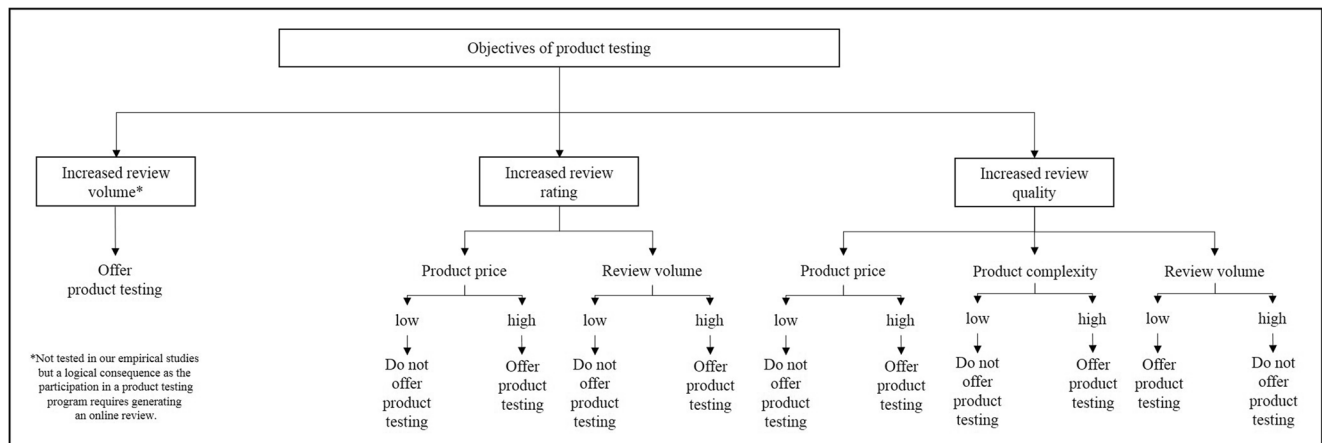 Objectives of product testing
Increased review
volume*
Increased review
rating
Increased review
quality
Offer
product testing
Product price
Review volume
Product price
Product complexity
Review volume
low
high
low
high
low
high
low
high
low
high
Do not
offer
product
testing
Offer
product
testing
Do not
offer
product
testing
Offer
product
testing
Do not
offer
product
testing
Offer
product
testing
Do not
offer
product
testing
Offer
product
testing
Offer
product
testing
Do not
offer
product
testing
*Not tested in our empirical studies
but a logical consequence as the
participation in a product testing
program requires generating
an online review.